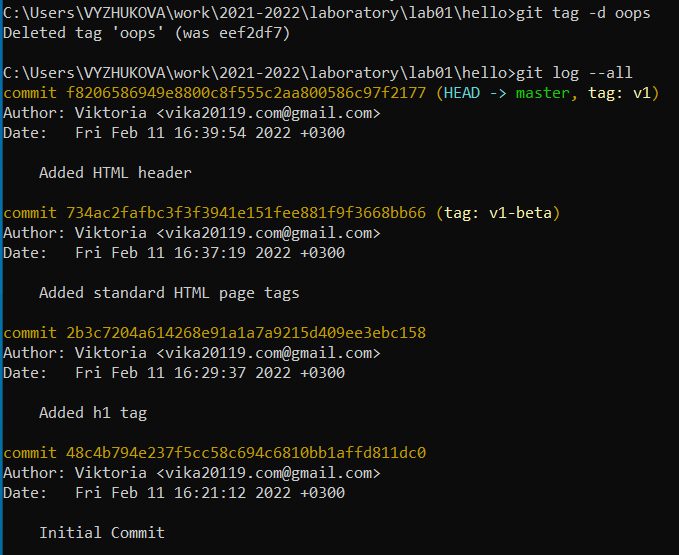 C:\Users\VYZHUKOVA\work\2021-2022\laboratory\lab01\hello>git tag -d oops
Deleted tag 'oops' (was eef2df7)
C:\Users\VYZHUKOVA\work\2021-2022\laboratory\lab01\hello>git log --all
commit f8206586949e8800c8f555c2aa800586c97f2177 (HEAD -> master, tag: v1)
Author: Viktoria <vika20119.com@gmail.com>
Date:   Fri Feb 11 16:39:54 2022 +0300
    Added HTML header
commit 734ac2fafbc3f3f3941e151fee881f9f3668bb66 (tag: v1-beta)
Author: Viktoria <vika20119.com@gmail.com>
Date:   Fri Feb 11 16:37:19 2022 +0300
    Added standard HTML page tags
commit 2b3c7204a614268e91a1a7a9215d409ee3ebc158
Author: Viktoria <vika20119.com@gmail.com>
Date:   Fri Feb 11 16:29:37 2022 +0300
    Added h1 tag
commit 48c4b794e237f5cc58c694c6810bb1affd811dc0
Author: Viktoria <vika20119.com@gmail.com>
Date:   Fri Feb 11 16:21:12 2022 +0300
    Initial Commit